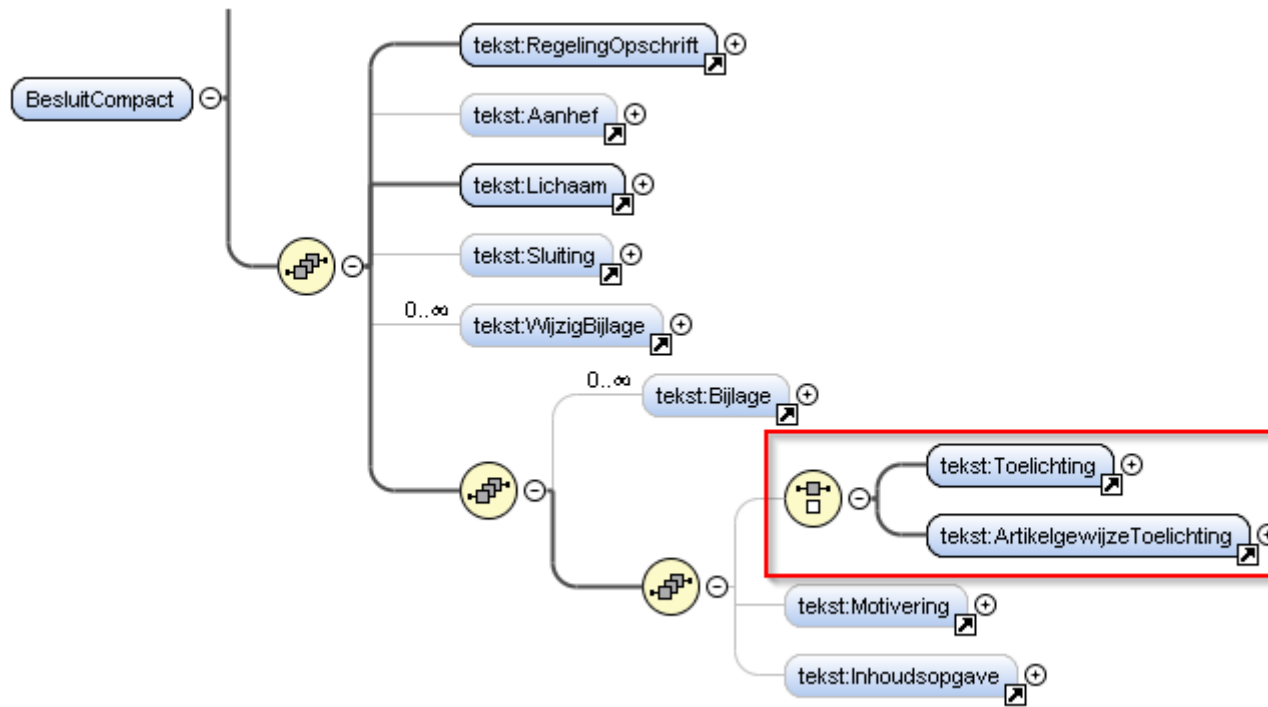 tekst:RegelingOpschrift
BesluitCompact
tekst:Aanhef
tekst:Lichaam
tekst:Sluiting
0..∞
tekst:WijzigBijlage
0..∞
tekst:Bijlage
tekst:Toelichting
tekst:ArtikelgewijzeToelichting
tekst:Motivering
tekst:Inhoudsopgave